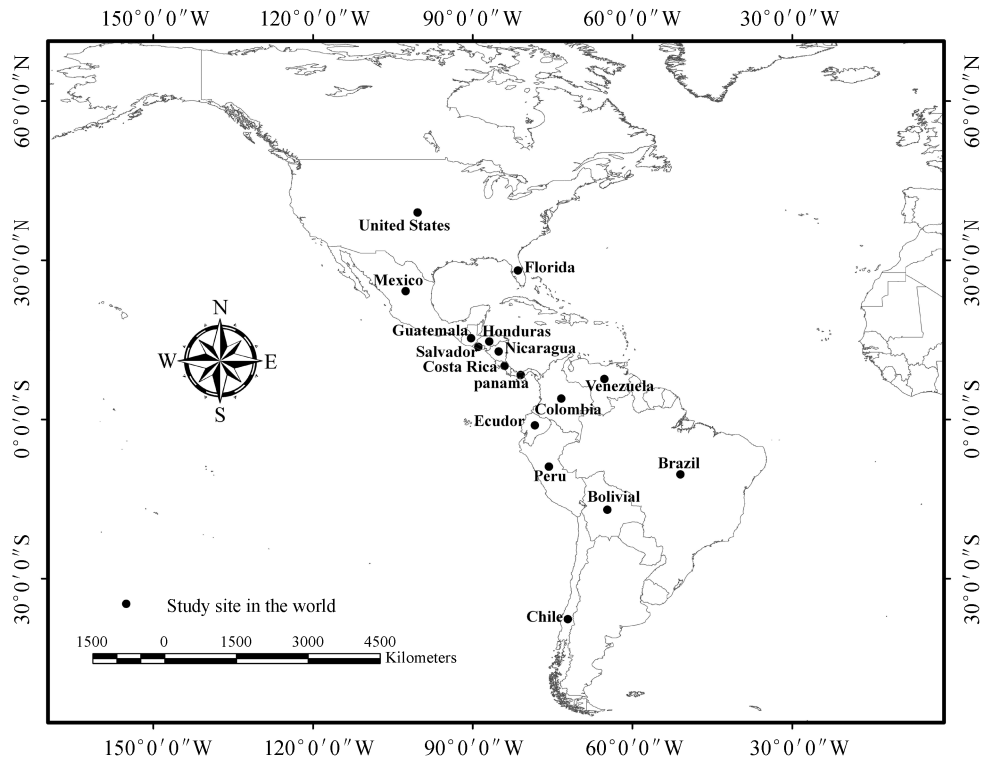 150°0'0"W 120°0'0"W 90°0'0"W 60°0'0"W 30°0'0"W
60°0'0"N
60°0'0"N
30°0'0"N
30°0'0"N
0°0'0"S
0°0'0"S
30°0'0"S
30°0'0"S
United States
Florida
Mexico
Guatemala Honduras
Salvador Nicaragua
Costa Rica
panama
Venezuela
Colombia
Ecudor
Brazil
Peru
Bolivial
Chile
N
W E
S
Study site in the world
1500 0 1500 3000 4500
Kilometers
150°0'0"W 120°0'0"W 90°0'0"W 60°0'0"W 30°0'0"W